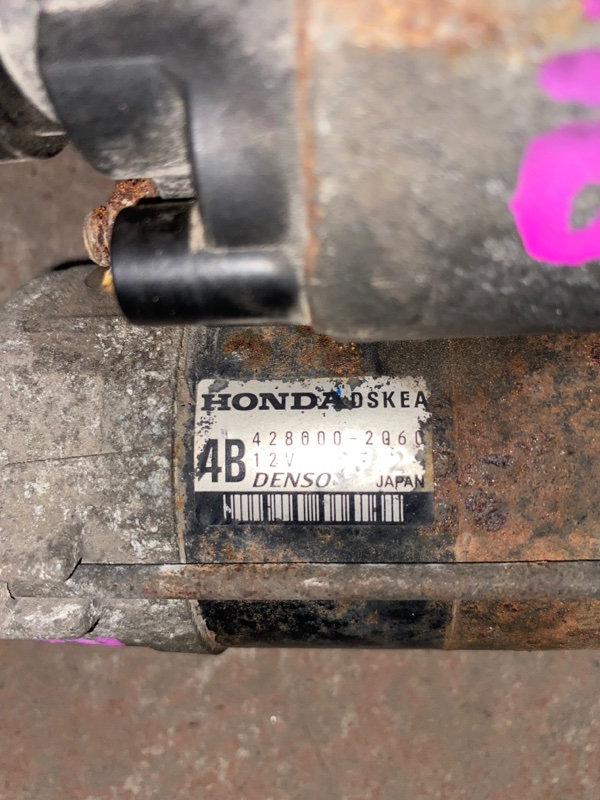 HONDA DSKEA
428000-2060
4B 12V
DENSO JAPAN